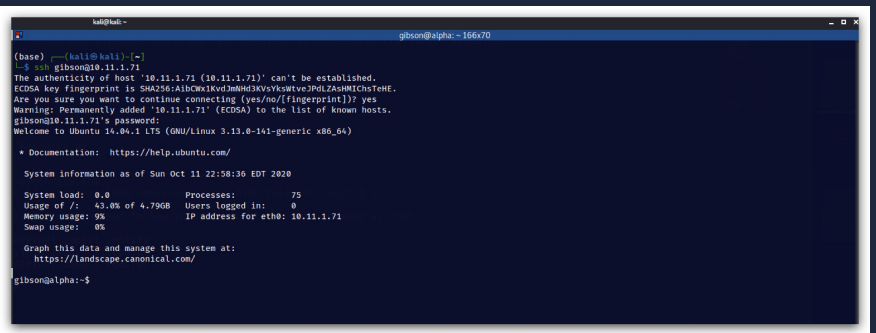 kali@kali: ~
gibson@alpha: ~ 166x70
(base) ┌──(kali㉿kali)-[~]
└─$ ssh gibson@10.11.1.71
The authenticity of host '10.11.1.71 (10.11.1.71)' can't be established.
ECDSA key fingerprint is SHA256:AibCWx1KvdJmNHd3KVsYksWtveJPdLZAsHMIChsTeHE.
Are you sure you want to continue connecting (yes/no/[fingerprint])? yes
Warning: Permanently added '10.11.1.71' (ECDSA) to the list of known hosts.
gibson@10.11.1.71's password:
Welcome to Ubuntu 14.04.1 LTS (GNU/Linux 3.13.0-141-generic x86_64)
* Documentation:  https://help.ubuntu.com/
System information as of Sun Oct 11 22:58:36 EDT 2020
System load:  0.0               Processes:           75
Usage of /:   43.0% of 4.79GB   Users logged in:     0
Memory usage: 9%                IP address for eth0: 10.11.1.71
Swap usage:   0%
Graph this data and manage this system at:
https://landscape.canonical.com/
gibson@alpha:~$